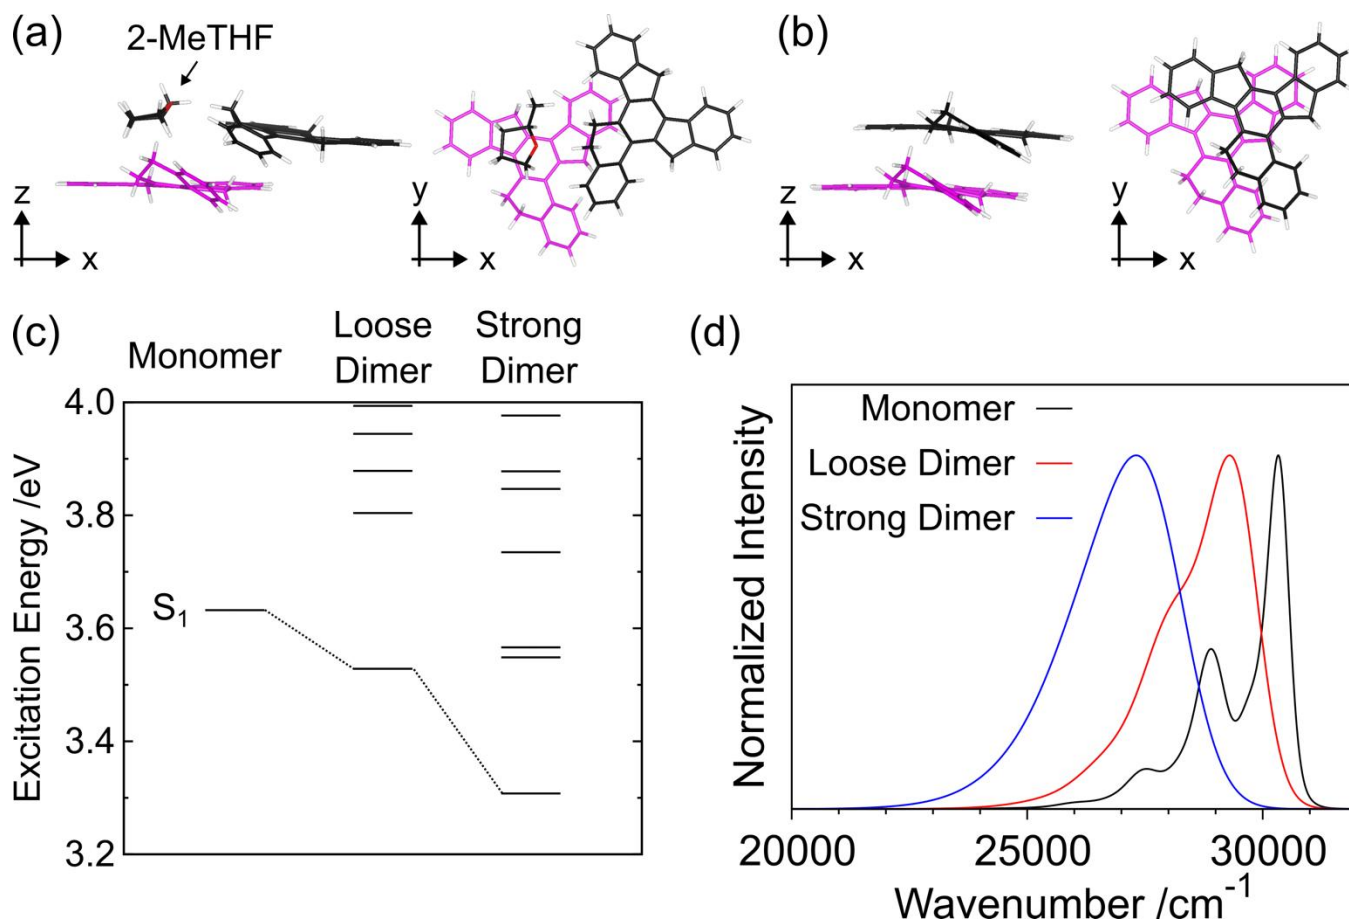 (a)
2-MeTHF
z
x
y
x
(b)
z
x
y
x
(c)
Monomer
Loose
Dimer
Strong
Dimer
Excitation Energy /eV
4.0
3.8
3.6
3.4
3.2
S₁
(d)
Normalized Intensity
Monomer
Loose Dimer
Strong Dimer
20000
25000
30000
Wavenumber /cm⁻¹